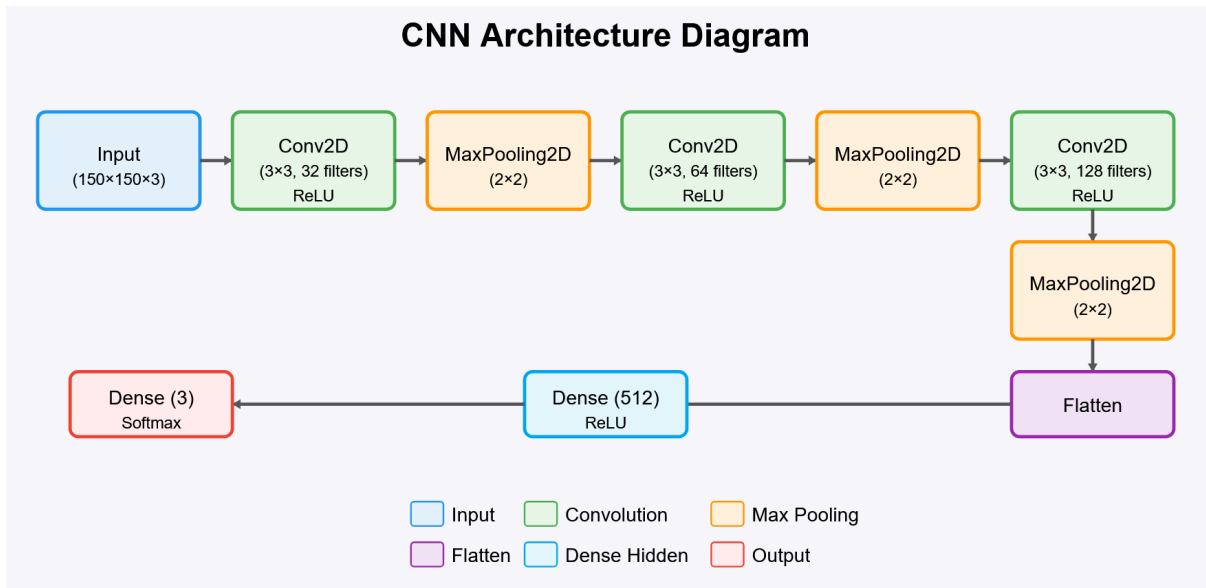 CNN Architecture Diagram
Input
(150×150×3)
Conv2D
(3×3, 32 filters)
ReLU
MaxPooling2D
(2×2)
Conv2D
(3×3, 64 filters)
ReLU
MaxPooling2D
(2×2)
Conv2D
(3×3, 128 filters)
ReLU
MaxPooling2D
(2×2)
Flatten
Dense (512)
ReLU
Dense (3)
Softmax
Input
Convolution
Max Pooling
Flatten
Dense Hidden
Output